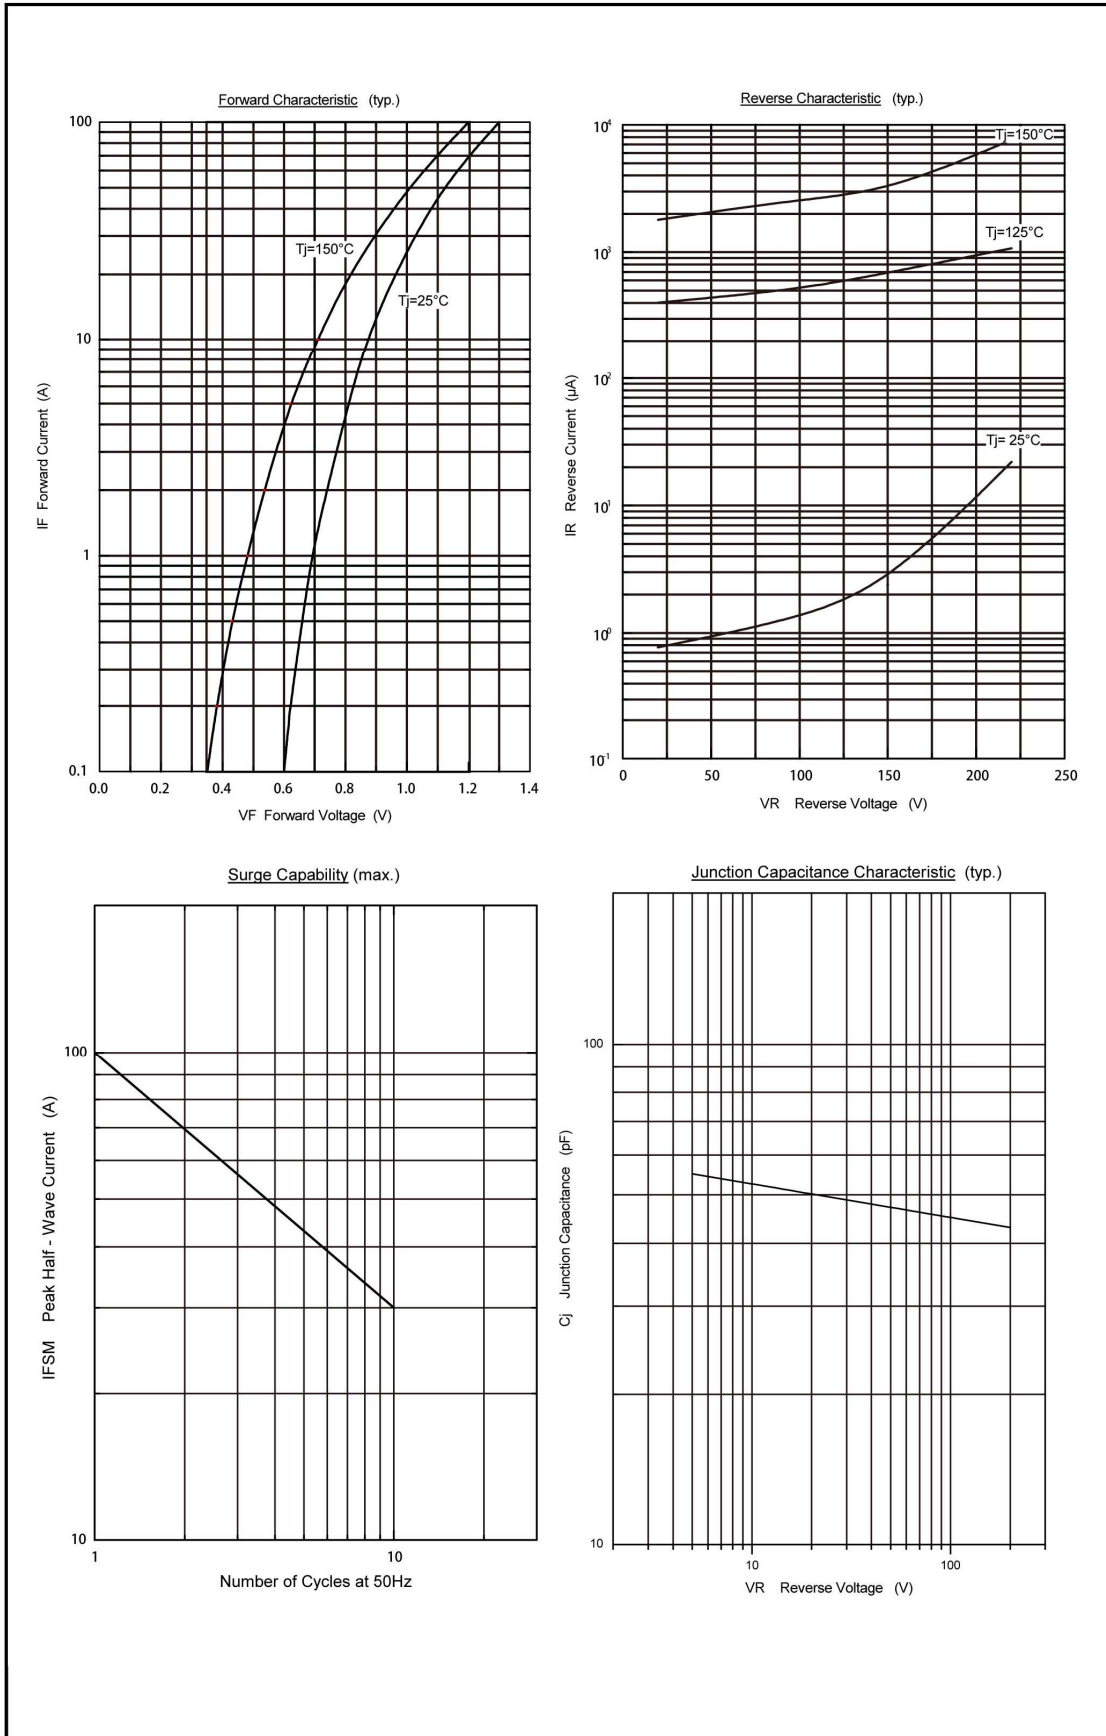 Forward Characteristic (typ.)
100
10
1
0.1
IF Forward Current (A)
Tj=150°C
Tj=25°C
0.0 0.2 0.4 0.6 0.8 1.0 1.2 1.4
VF Forward Voltage (V)
Reverse Characteristic (typ.)
10⁴
10³
10²
10¹
10⁰
10⁻¹
IR Reverse Current (µA)
Tj=150°C
Tj=125°C
Tj= 25°C
0 50 100 150 200 250
VR Reverse Voltage (V)
Surge Capability (max.)
100
10
IFSM Peak Half - Wave Current (A)
1 10
Number of Cycles at 50Hz
Junction Capacitance Characteristic (typ.)
100
10
Cj Junction Capacitance (pF)
10 100
VR Reverse Voltage (V)